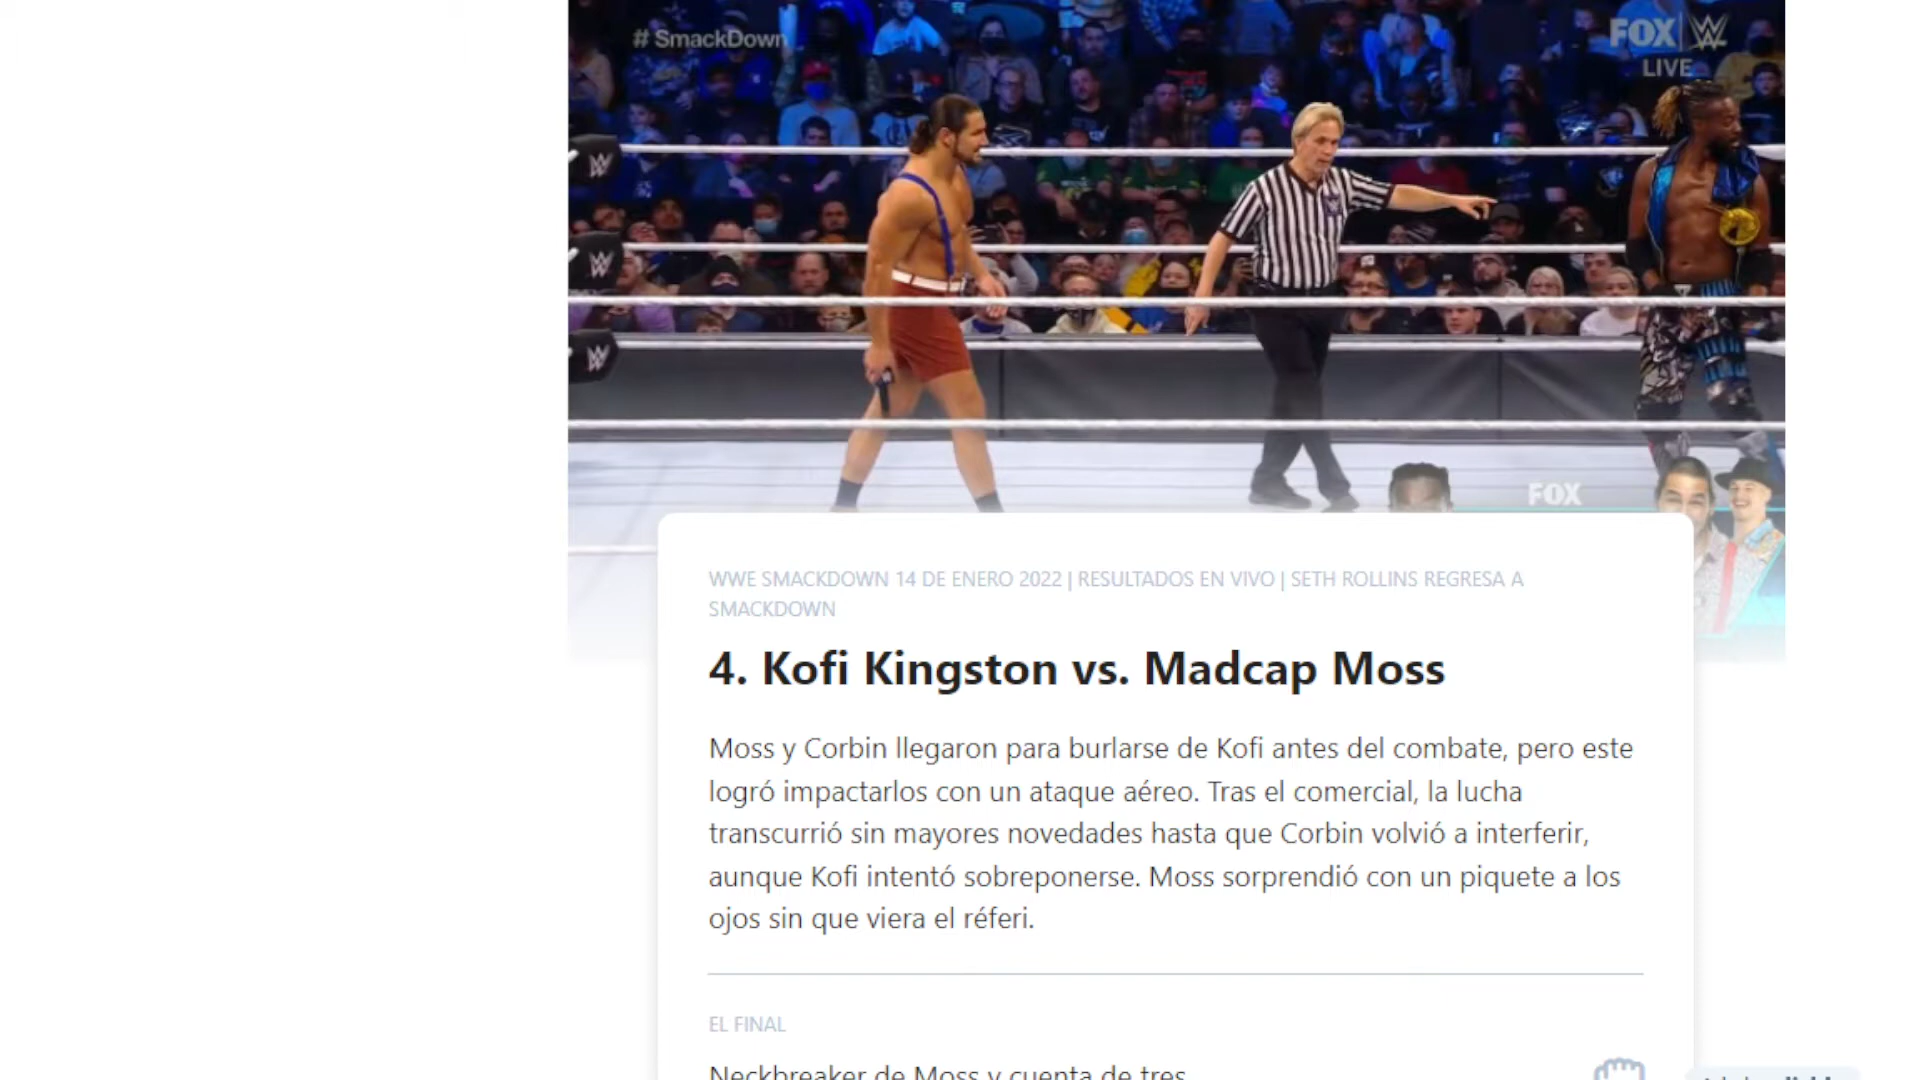 # SmackDown
FOX W
LIVE
W
W
W
FOX
WWE SMACKDOWN 14 DE ENERO 2022 | RESULTADOS EN VIVO | SETH ROLLINS REGRESA A
SMACKDOWN
4. Kofi Kingston vs. Madcap Moss
Moss y Corbin llegaron para burlarse de Kofi antes del combate, pero este
logró impactarlos con un ataque aéreo. Tras el comercial, la lucha
transcurrió sin mayores novedades hasta que Corbin volvió a interferir,
aunque Kofi intentó sobreponerse. Moss sorprendió con un piquete a los
ojos sin que viera el réferi.
EL FINAL
Neckbreaker de Moss y cuenta de tres